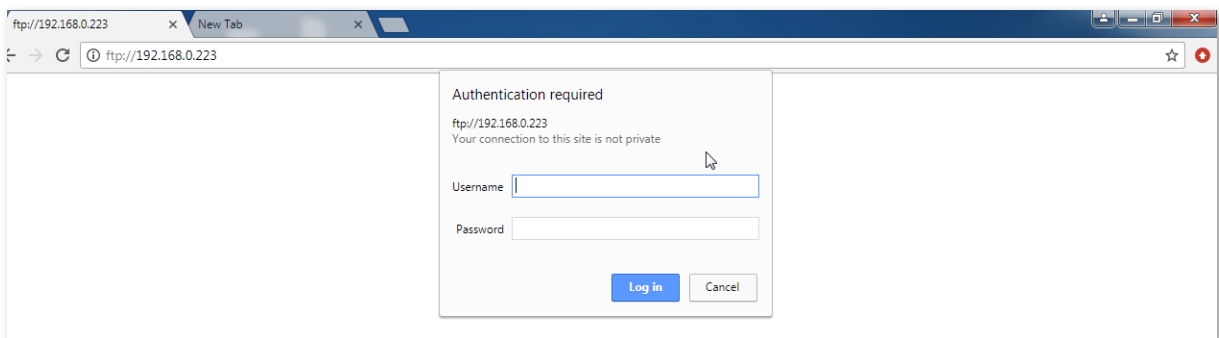 ftp://192.168.0.223 New Tab
ftp://192.168.0.223
Authentication required
ftp://192.168.0.223
Your connection to this site is not private
Username
Password
Log in Cancel